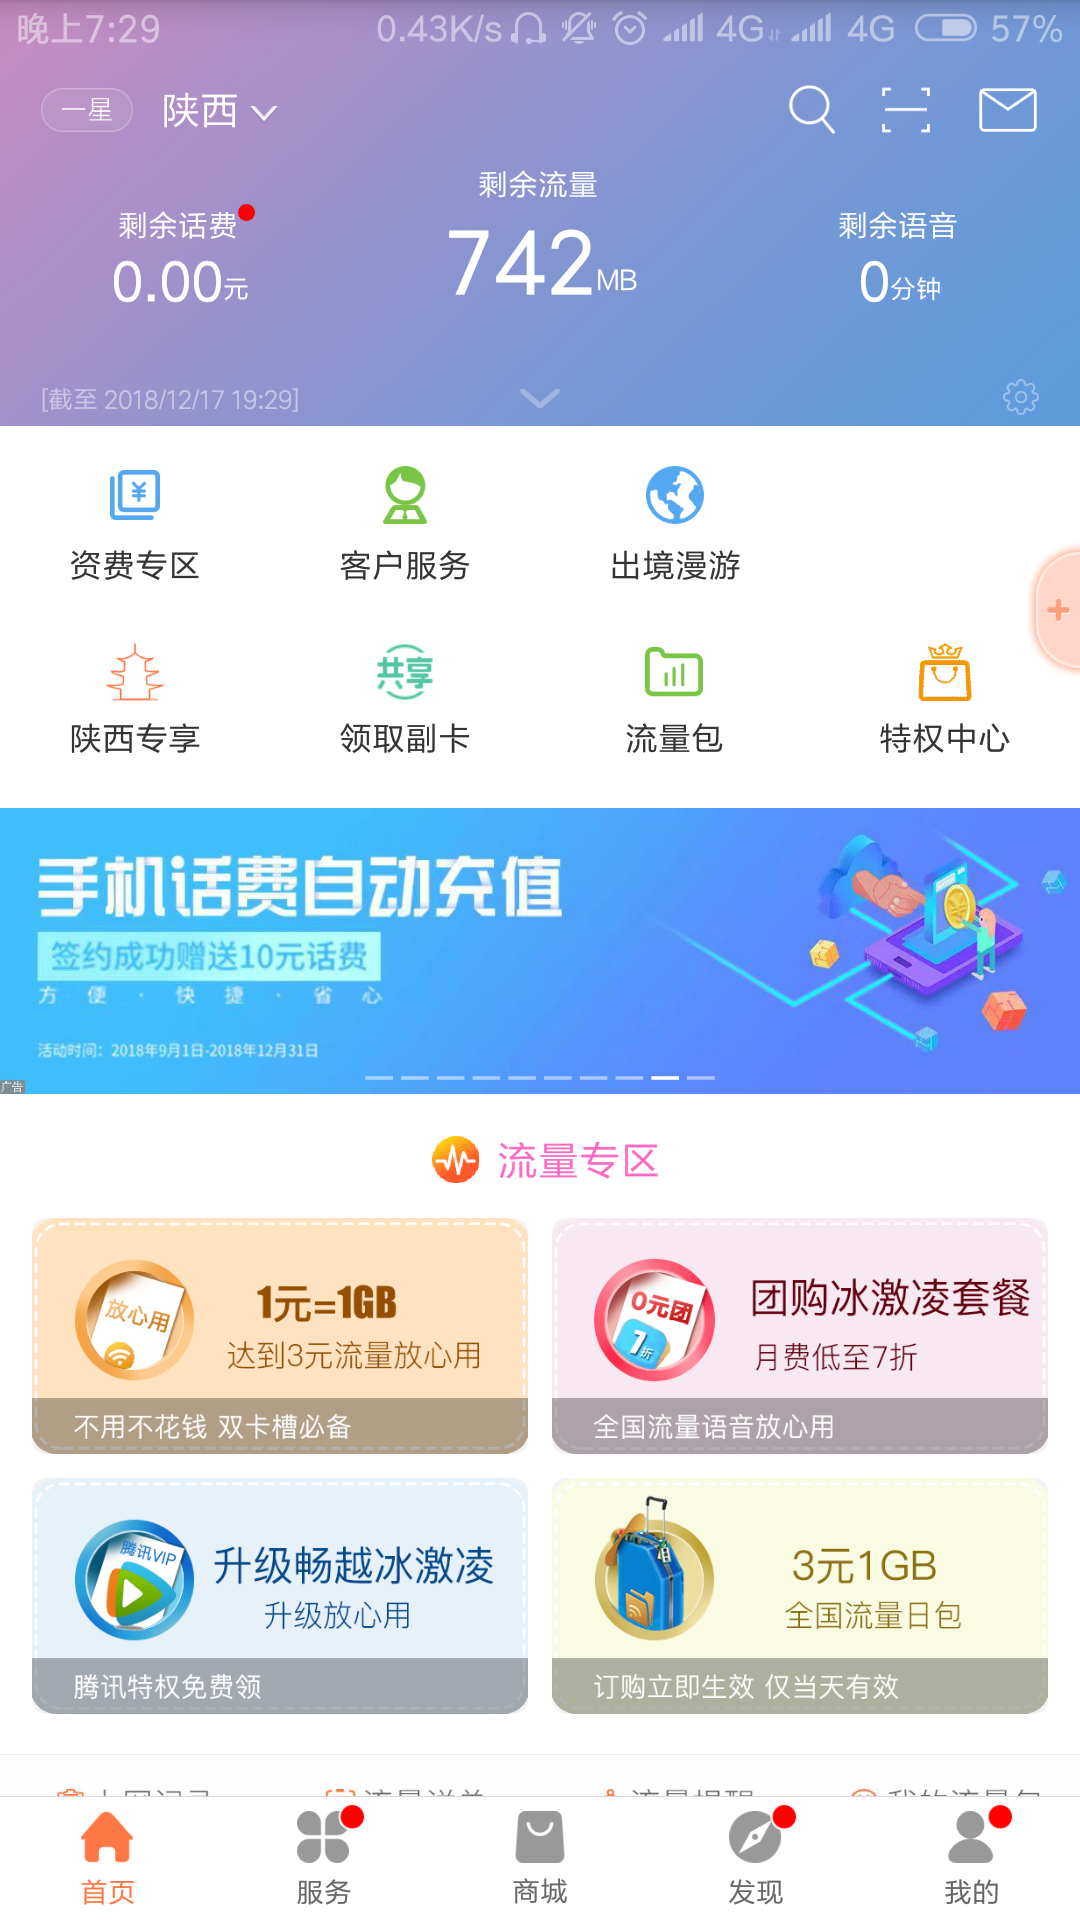 晚上7:29 0.43K/s 4G 4G 57%
一星 陕西
剩余流量
剩余话费 剩余语音
742MB
0.00元 0分钟
[截至 2018/12/17 19:29]
资费专区 客户服务 出境漫游
共享
陕西专享 领取副卡 流量包 特权中心
手机话费自动充值
签约成功赠送10元话费
方便·快捷·省心
活动时间：2018年9月1日-2018年12月31日
广告
流量专区
放心用
1元=1GB
达到3元流量放心用
不用不花钱 双卡槽必备
0元团
1折
团购冰激凌套餐
月费低至7折
全国流量语音放心用
腾讯VIP
升级畅越冰激凌
升级放心用
腾讯特权免费领
3元1GB
全国流量日包
订购立即生效 仅当天有效
首页 服务 商城 发现 我的